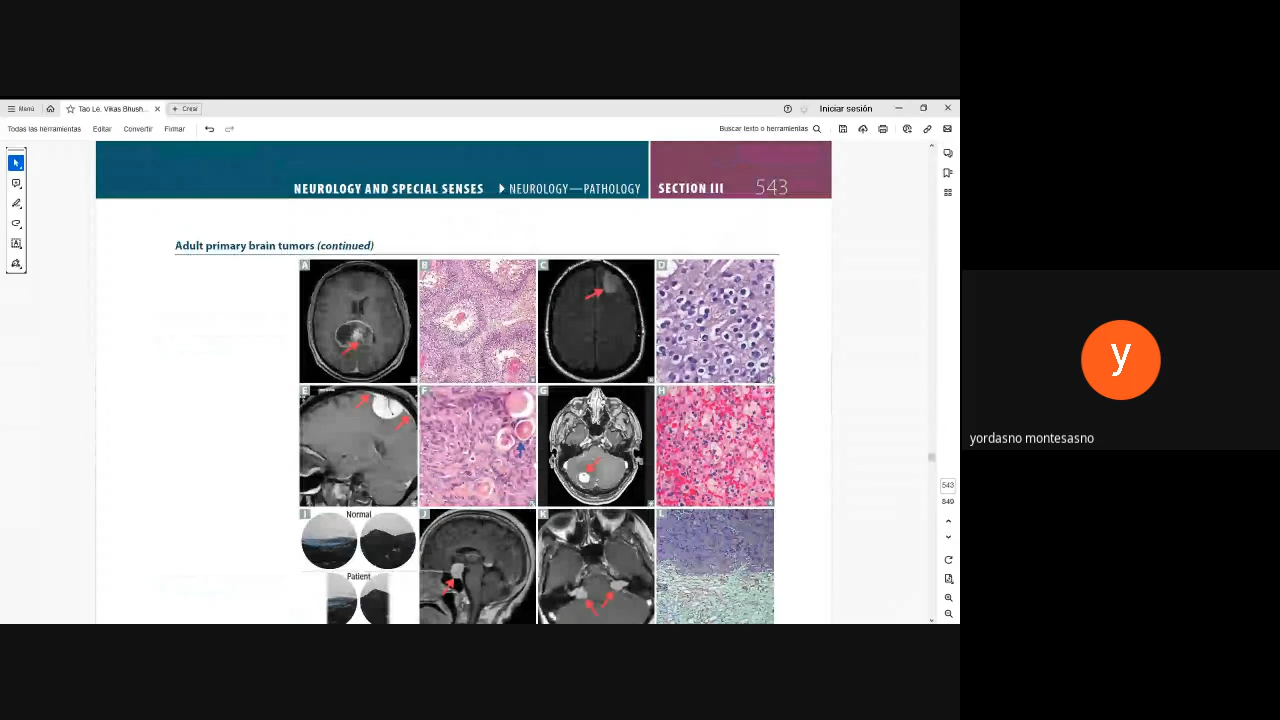 Menú
Tao Le, Vikas Bhush...
+ Crear
Iniciar sesión
Todas las herramientas
Editar
Convertir
Firmar
Buscar texto o herramientas
NEUROLOGY AND SPECIAL SENSES
NEUROLOGY—PATHOLOGY
SECTION III
543
Adult primary brain tumors (continued)
A
B
C
D
E
F
G
H
I
Normal
J
K
L
Patient
543
849
y
yordasno montesasno